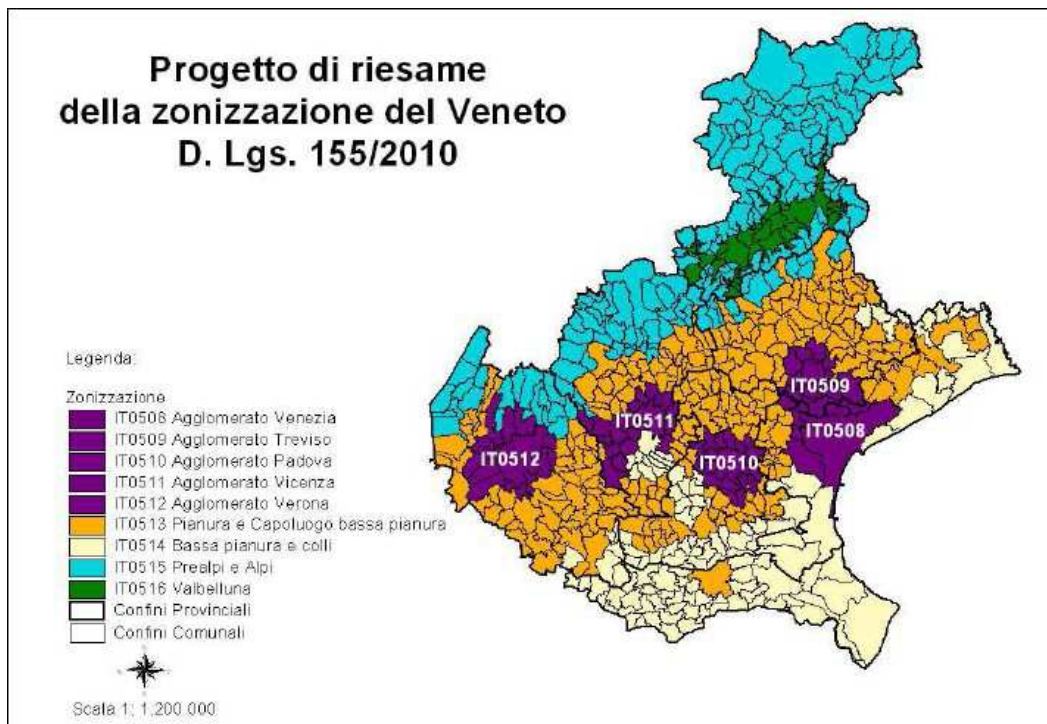 Progetto di riesame
della zonizzazione del Veneto
D. Lgs. 155/2010
Legenda:
Zonizzazione
IT0508 Agglomerato Venezia
IT0509 Agglomerato Treviso
IT0510 Agglomerato Padova
IT0511 Agglomerato Vicenza
IT0512 Agglomerato Verona
IT0513 Pianura e Capoluogo bassa pianura
IT0514 Bassa pianura e colli
IT0515 Prealpi e Alpi
IT0516 Valbelluna
Confini Provinciali
Confini Comunali
Scala 1: 1.200.000
IT0509
IT0511
IT0508
IT0512
IT0510